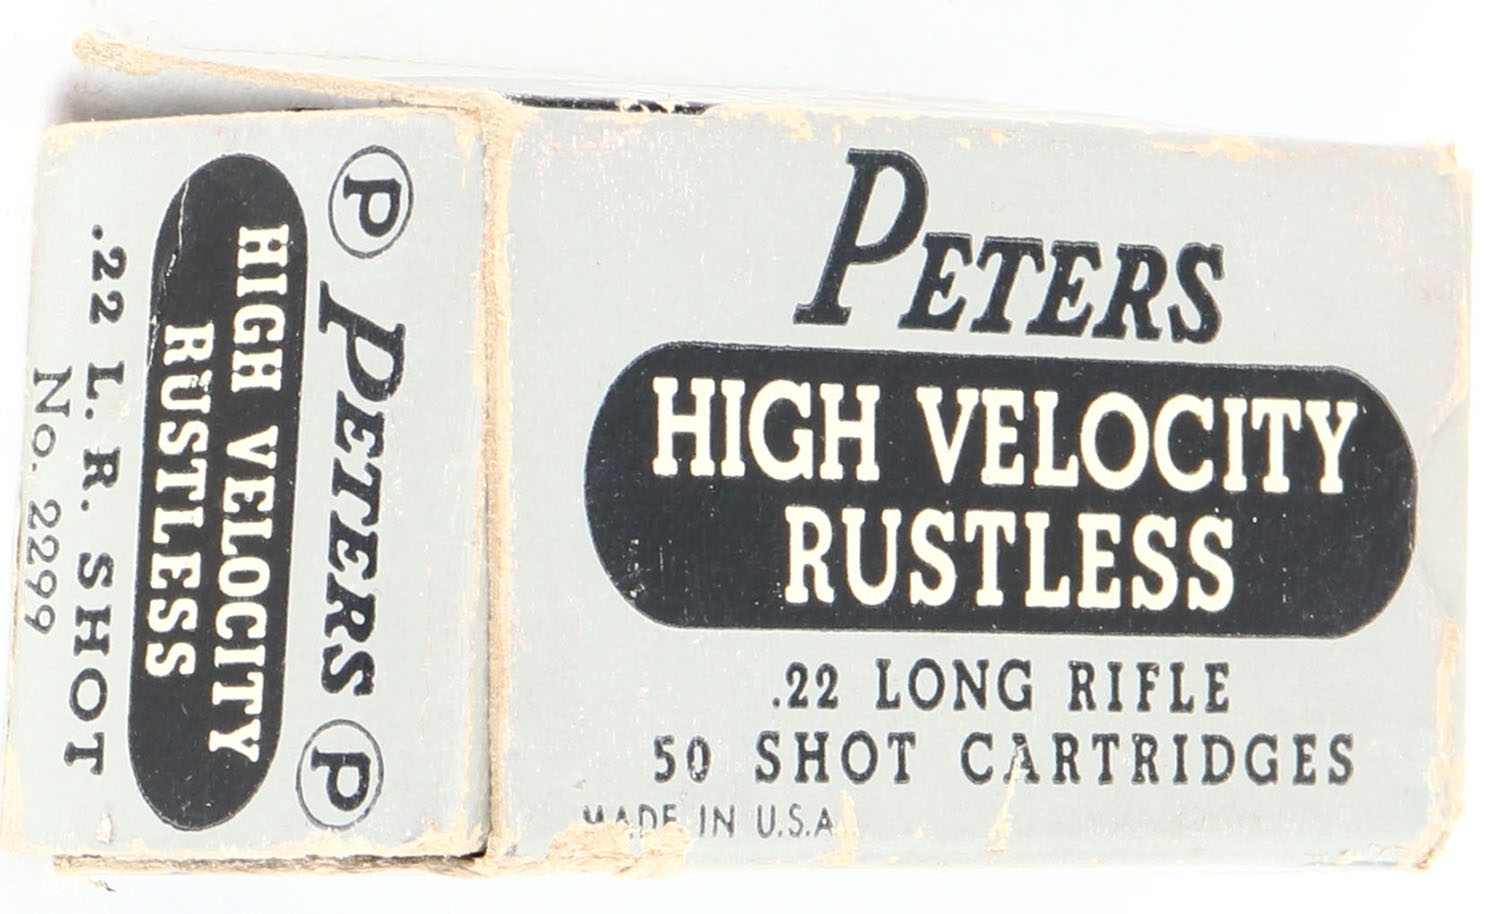 P PETERS P
HIGH VELOCITY
RUSTLESS
.22 L. R. SHOT
No. 2299
PETERS
HIGH VELOCITY
RUSTLESS
.22 LONG RIFLE
50 SHOT CARTRIDGES
MADE IN U.S.A.